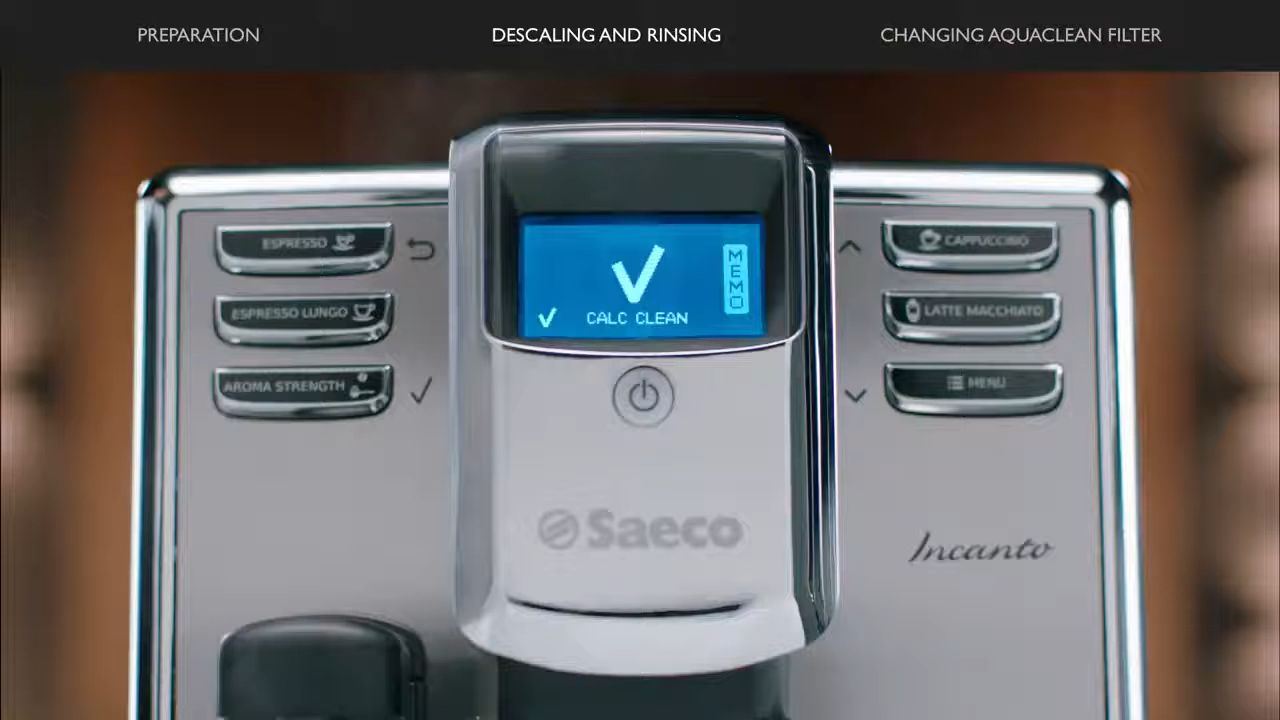 PREPARATION
DESCALING AND RINSING
CHANGING AQUACLEAN FILTER
ESPRESSO
CAPPUCCINO
MEMO
ESPRESSO LUNGO
LATTE MACCHIATO
CALC CLEAN
AROMA STRENGTH
MENU
Saeco
Incanto